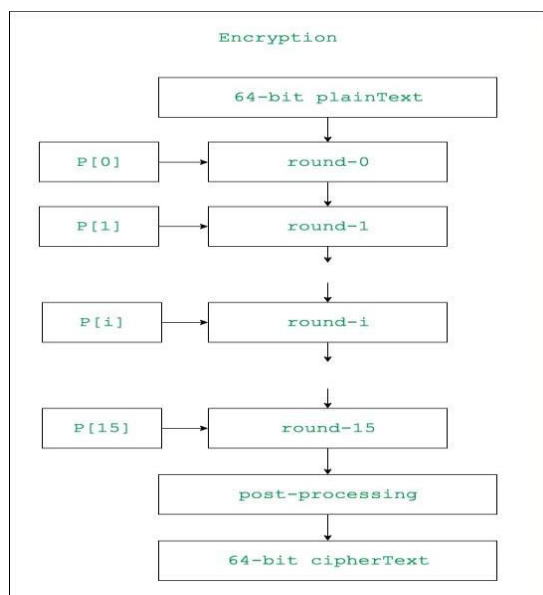 Encryption
64-bit plainText
P[0]
round-0
P[1]
round-1
P[i]
round-i
P[15]
round-15
post-processing
64-bit cipherText